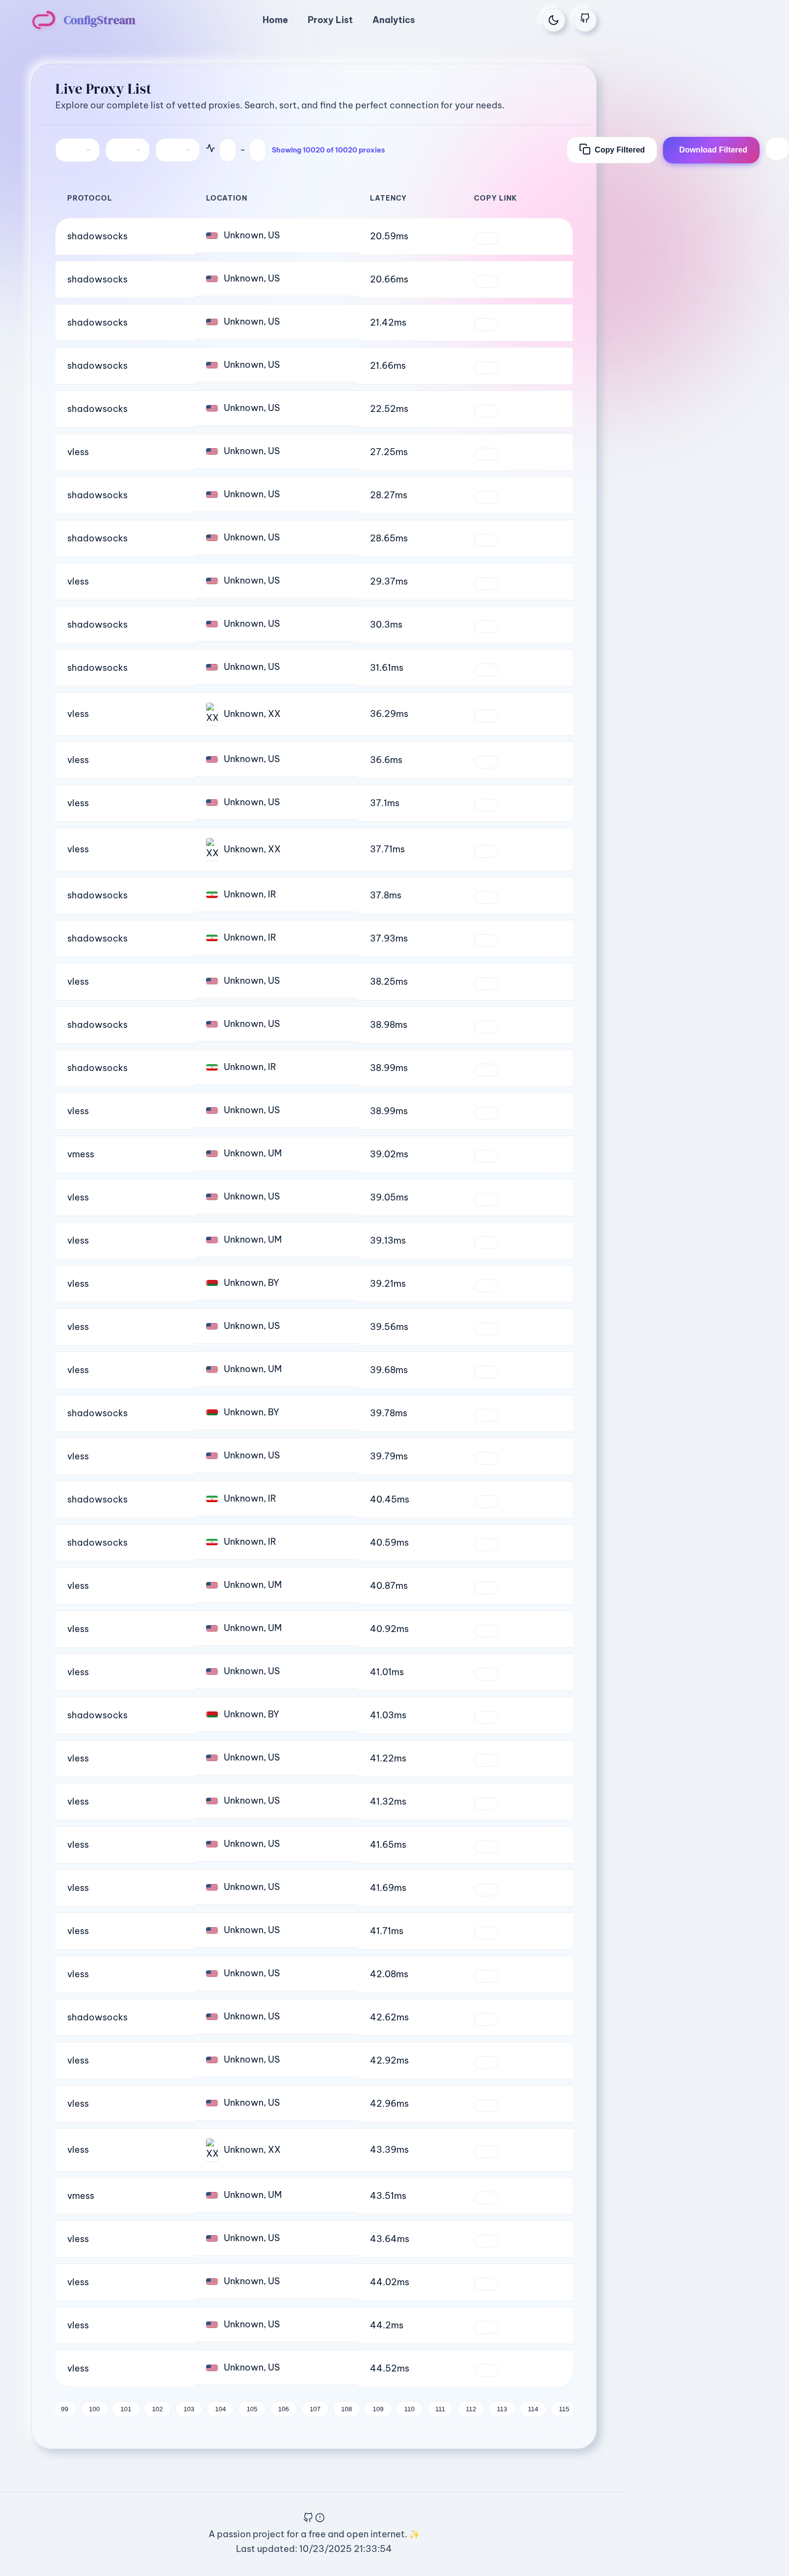 ConfigStream Home Proxy List Analytics
Live Proxy List
Explore our complete list of vetted proxies. Search, sort, and find the perfect connection for your needs.
– Showing 10020 of 10020 proxies Copy Filtered Download Filtered
PROTOCOL LOCATION LATENCY COPY LINK
shadowsocks Unknown, US 20.59ms
shadowsocks Unknown, US 20.66ms
shadowsocks Unknown, US 21.42ms
shadowsocks Unknown, US 21.66ms
shadowsocks Unknown, US 22.52ms
vless Unknown, US 27.25ms
shadowsocks Unknown, US 28.27ms
shadowsocks Unknown, US 28.65ms
vless Unknown, US 29.37ms
shadowsocks Unknown, US 30.3ms
shadowsocks Unknown, US 31.61ms
vless XX Unknown, XX 36.29ms
vless Unknown, US 36.6ms
vless Unknown, US 37.1ms
vless XX Unknown, XX 37.71ms
shadowsocks Unknown, IR 37.8ms
shadowsocks Unknown, IR 37.93ms
vless Unknown, US 38.25ms
shadowsocks Unknown, US 38.98ms
shadowsocks Unknown, IR 38.99ms
vless Unknown, US 38.99ms
vmess Unknown, UM 39.02ms
vless Unknown, US 39.05ms
vless Unknown, UM 39.13ms
vless Unknown, BY 39.21ms
vless Unknown, US 39.56ms
vless Unknown, UM 39.68ms
shadowsocks Unknown, BY 39.78ms
vless Unknown, US 39.79ms
shadowsocks Unknown, IR 40.45ms
shadowsocks Unknown, IR 40.59ms
vless Unknown, UM 40.87ms
vless Unknown, UM 40.92ms
vless Unknown, US 41.01ms
shadowsocks Unknown, BY 41.03ms
vless Unknown, US 41.22ms
vless Unknown, US 41.32ms
vless Unknown, US 41.65ms
vless Unknown, US 41.69ms
vless Unknown, US 41.71ms
vless Unknown, US 42.08ms
shadowsocks Unknown, US 42.62ms
vless Unknown, US 42.92ms
vless Unknown, US 42.96ms
vless XX Unknown, XX 43.39ms
vmess Unknown, UM 43.51ms
vless Unknown, US 43.64ms
vless Unknown, US 44.02ms
vless Unknown, US 44.2ms
vless Unknown, US 44.52ms
99 100 101 102 103 104 105 106 107 108 109 110 111 112 113 114 115
A passion project for a free and open internet. ✨
Last updated: 10/23/2025 21:33:54